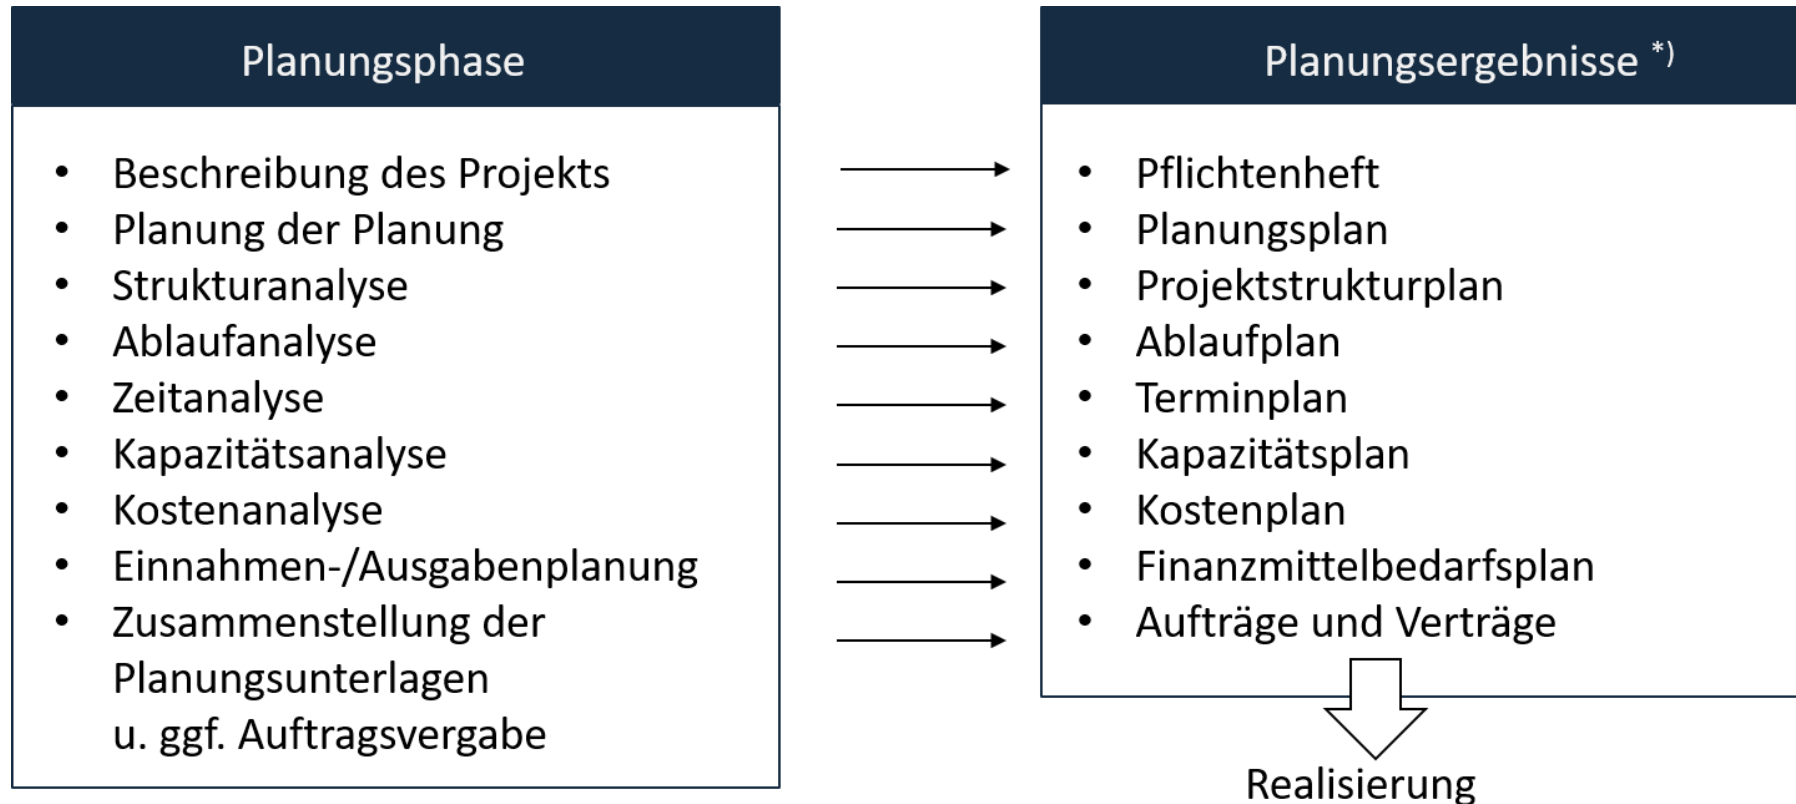 Planungsphase
• Beschreibung des Projekts
• Planung der Planung
• Strukturanalyse
• Ablaufanalyse
• Zeitanalyse
• Kapazitätsanalyse
• Kostenanalyse
• Einnahmen-/Ausgabenplanung
• Zusammenstellung der
Planungsunterlagen
u. ggf. Auftragsvergabe
Planungsergebnisse *)
• Pflichtenheft
• Planungsplan
• Projektstrukturplan
• Ablaufplan
• Terminplan
• Kapazitätsplan
• Kostenplan
• Finanzmittelbedarfsplan
• Aufträge und Verträge
Realisierung